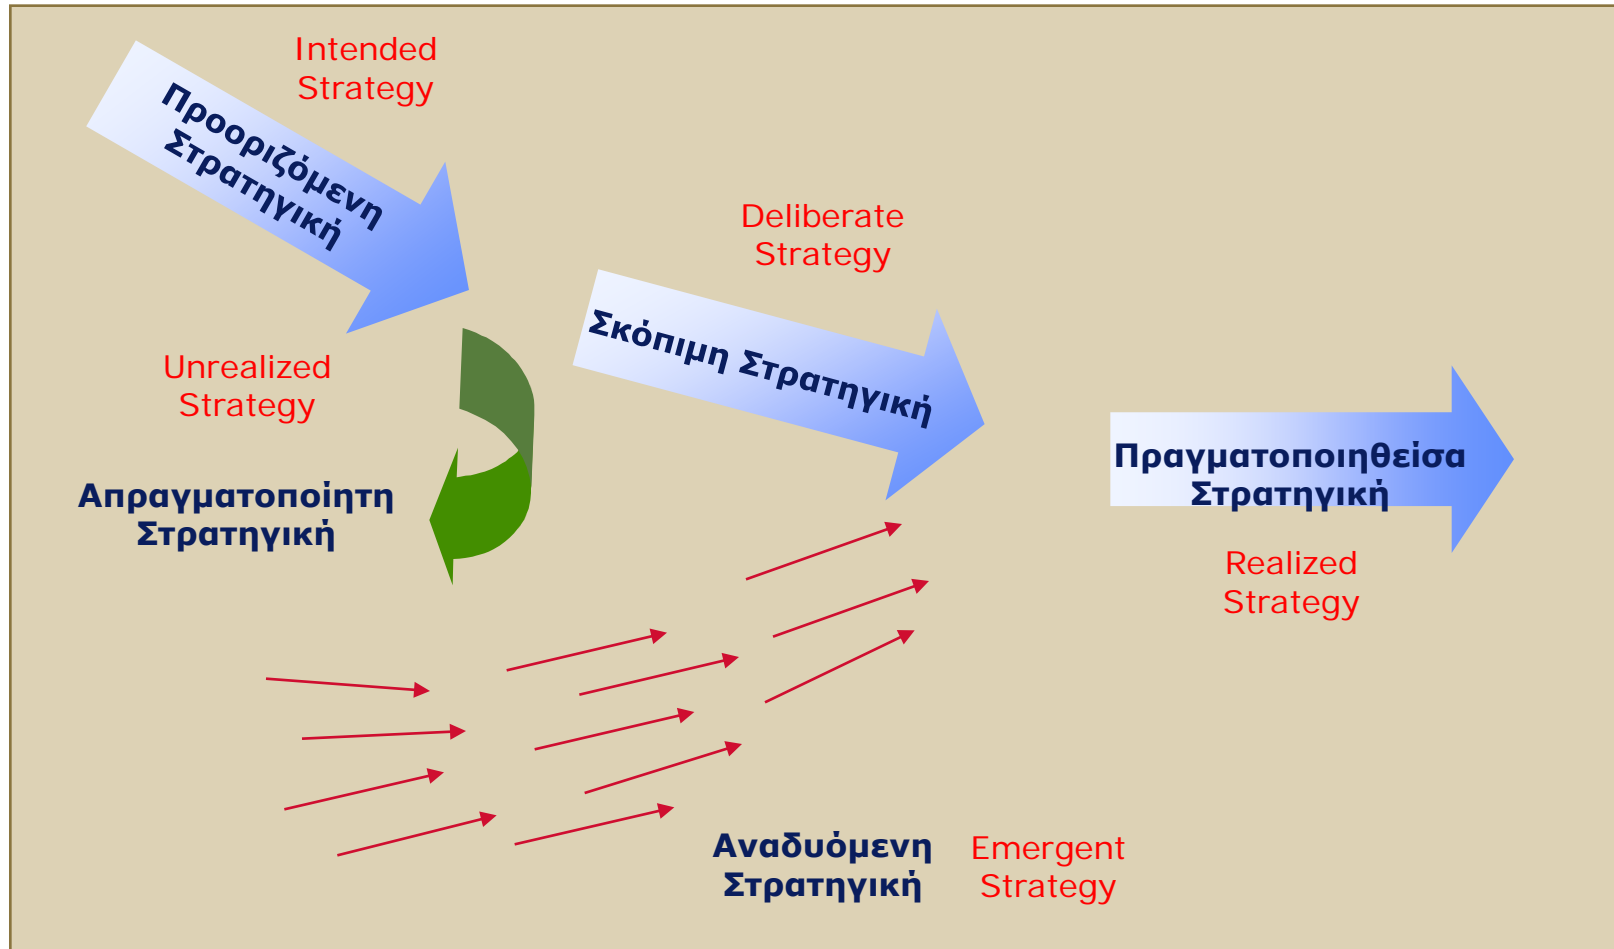 Intended
Strategy
Προοριζόμενη
Στρατηγική
Deliberate
Strategy
Σκόπιμη Στρατηγική
Unrealized
Strategy
Απραγματοποίητη
Στρατηγική
Πραγματοποιηθείσα
Στρατηγική
Realized
Strategy
Αναδυόμενη
Στρατηγική
Emergent
Strategy